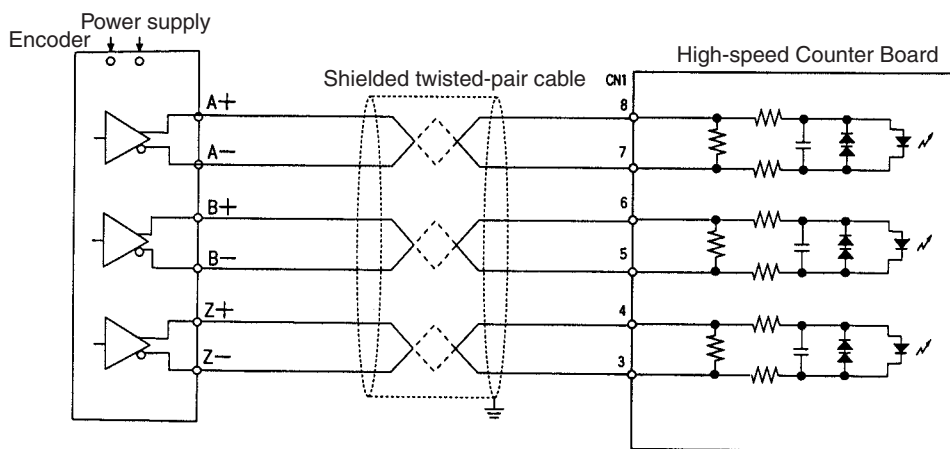 Power supply
Encoder
High-speed Counter Board
Shielded twisted-pair cable
CN1
A+
8
A−
7
B+
6
B−
5
Z+
4
Z−
3